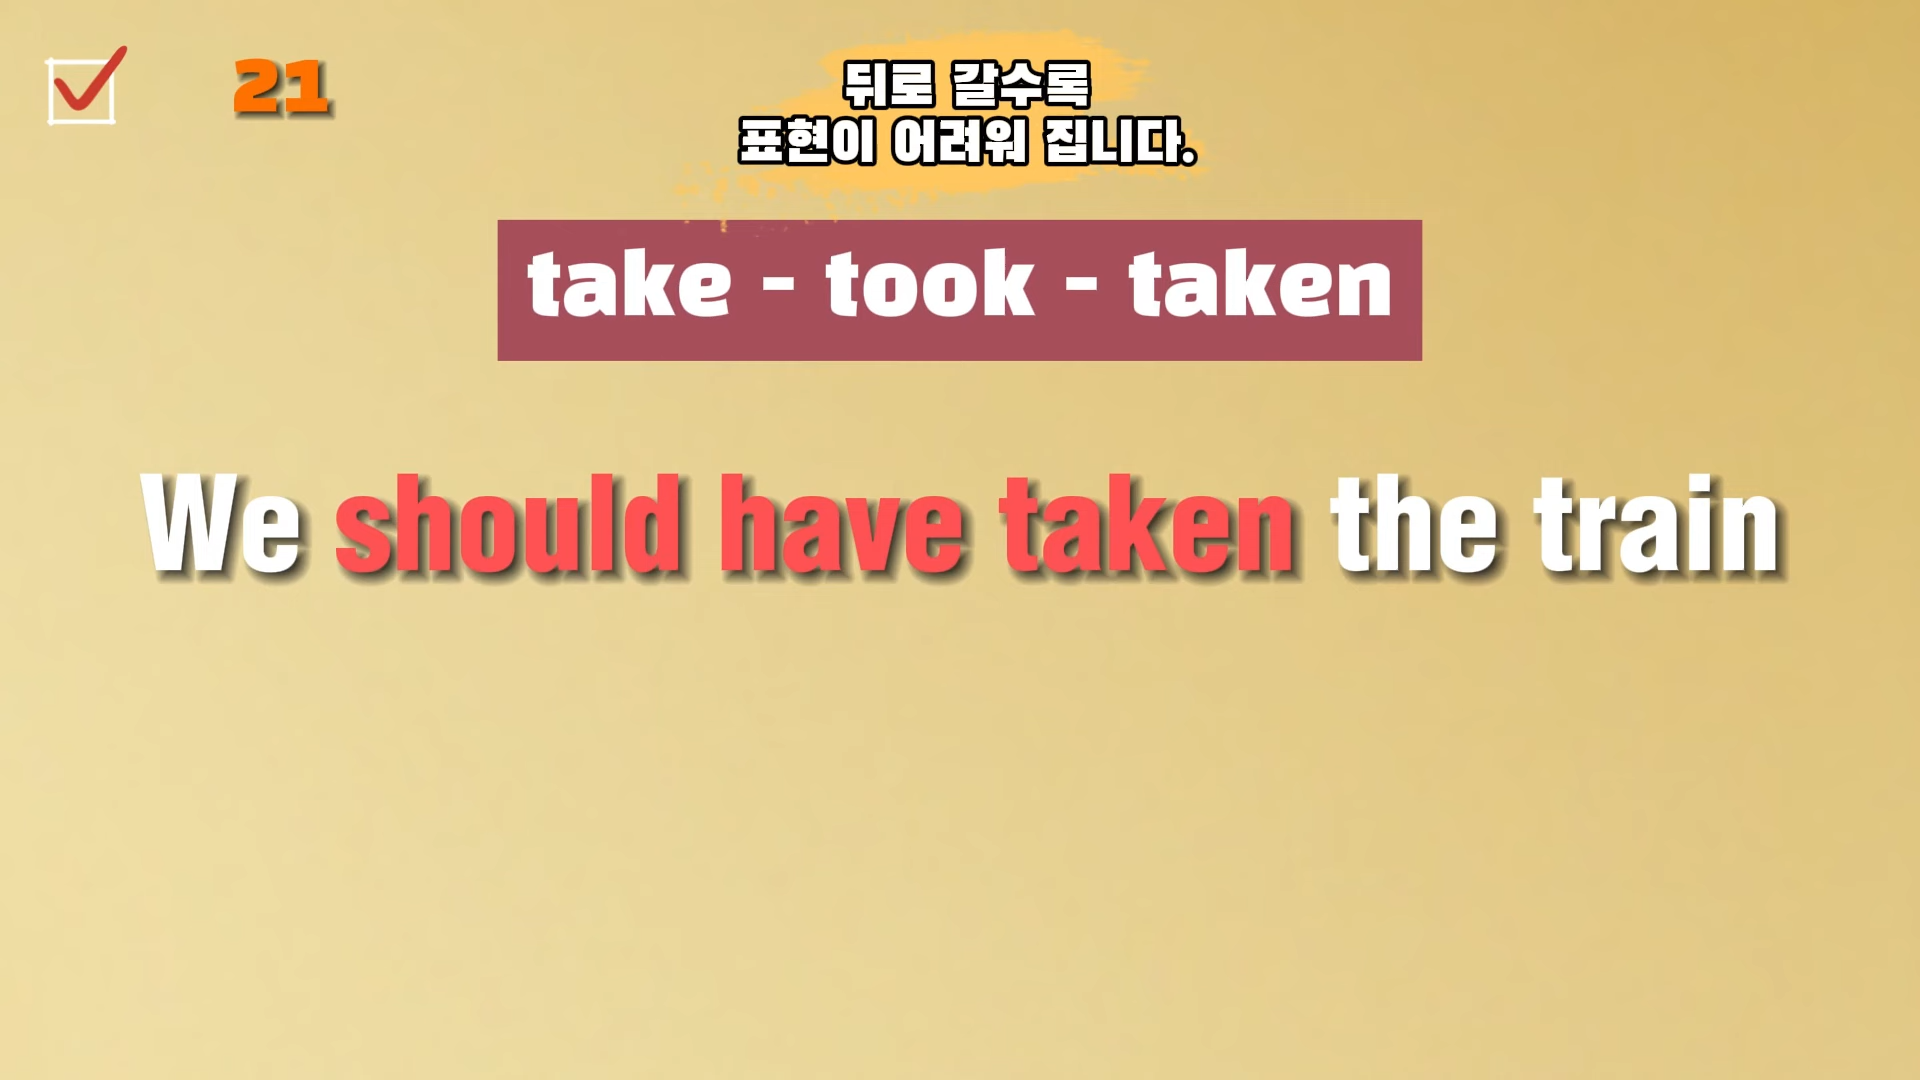 21
뒤로 갈수록
표현이 어려워 집니다.
take - took - taken
We should have taken the train